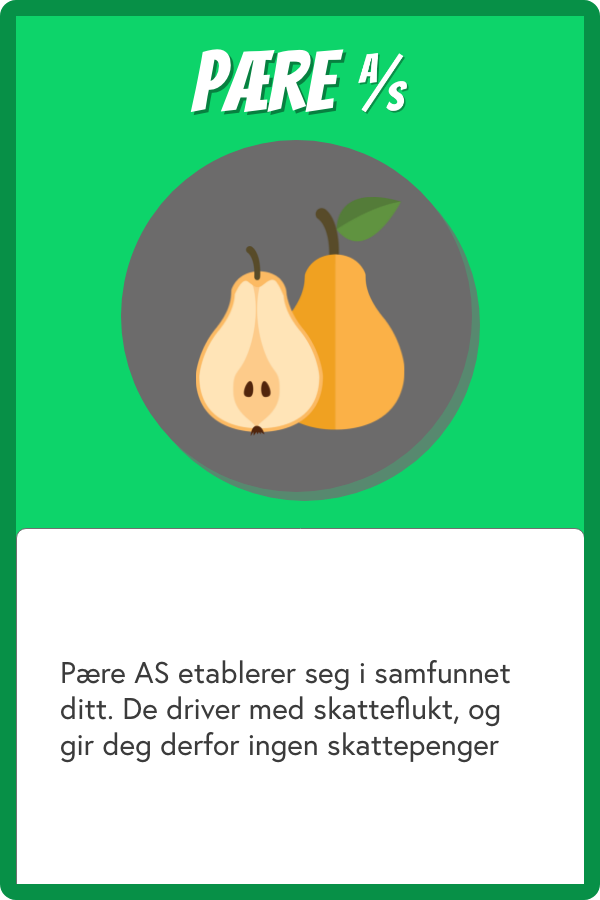 PÆRE A/S
Pære AS etablerer seg i samfunnet
ditt. De driver med skatteflukt, og
gir deg derfor ingen skattepenger